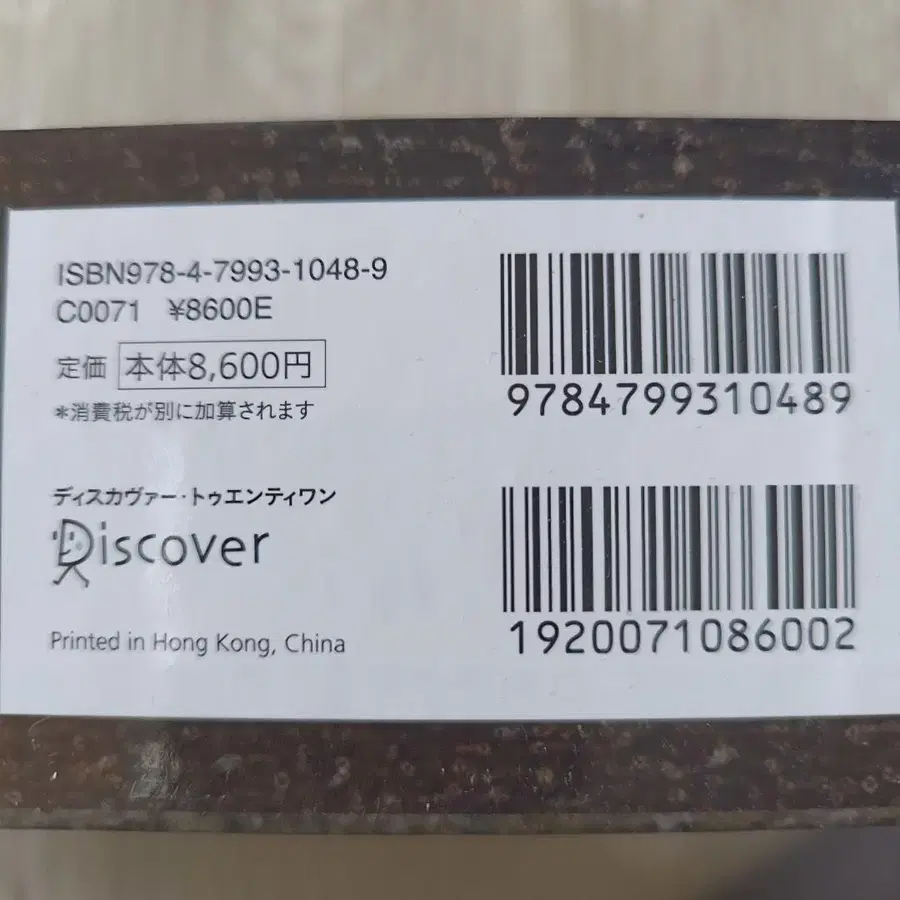 ISBN978-4-7993-1048-9
C0071 ¥8600E
定価 本体8,600円
*消費税が別に加算されます
ディスカヴァー・トゥエンティワン
Discover
Printed in Hong Kong, China
9784799310489
1920071086002